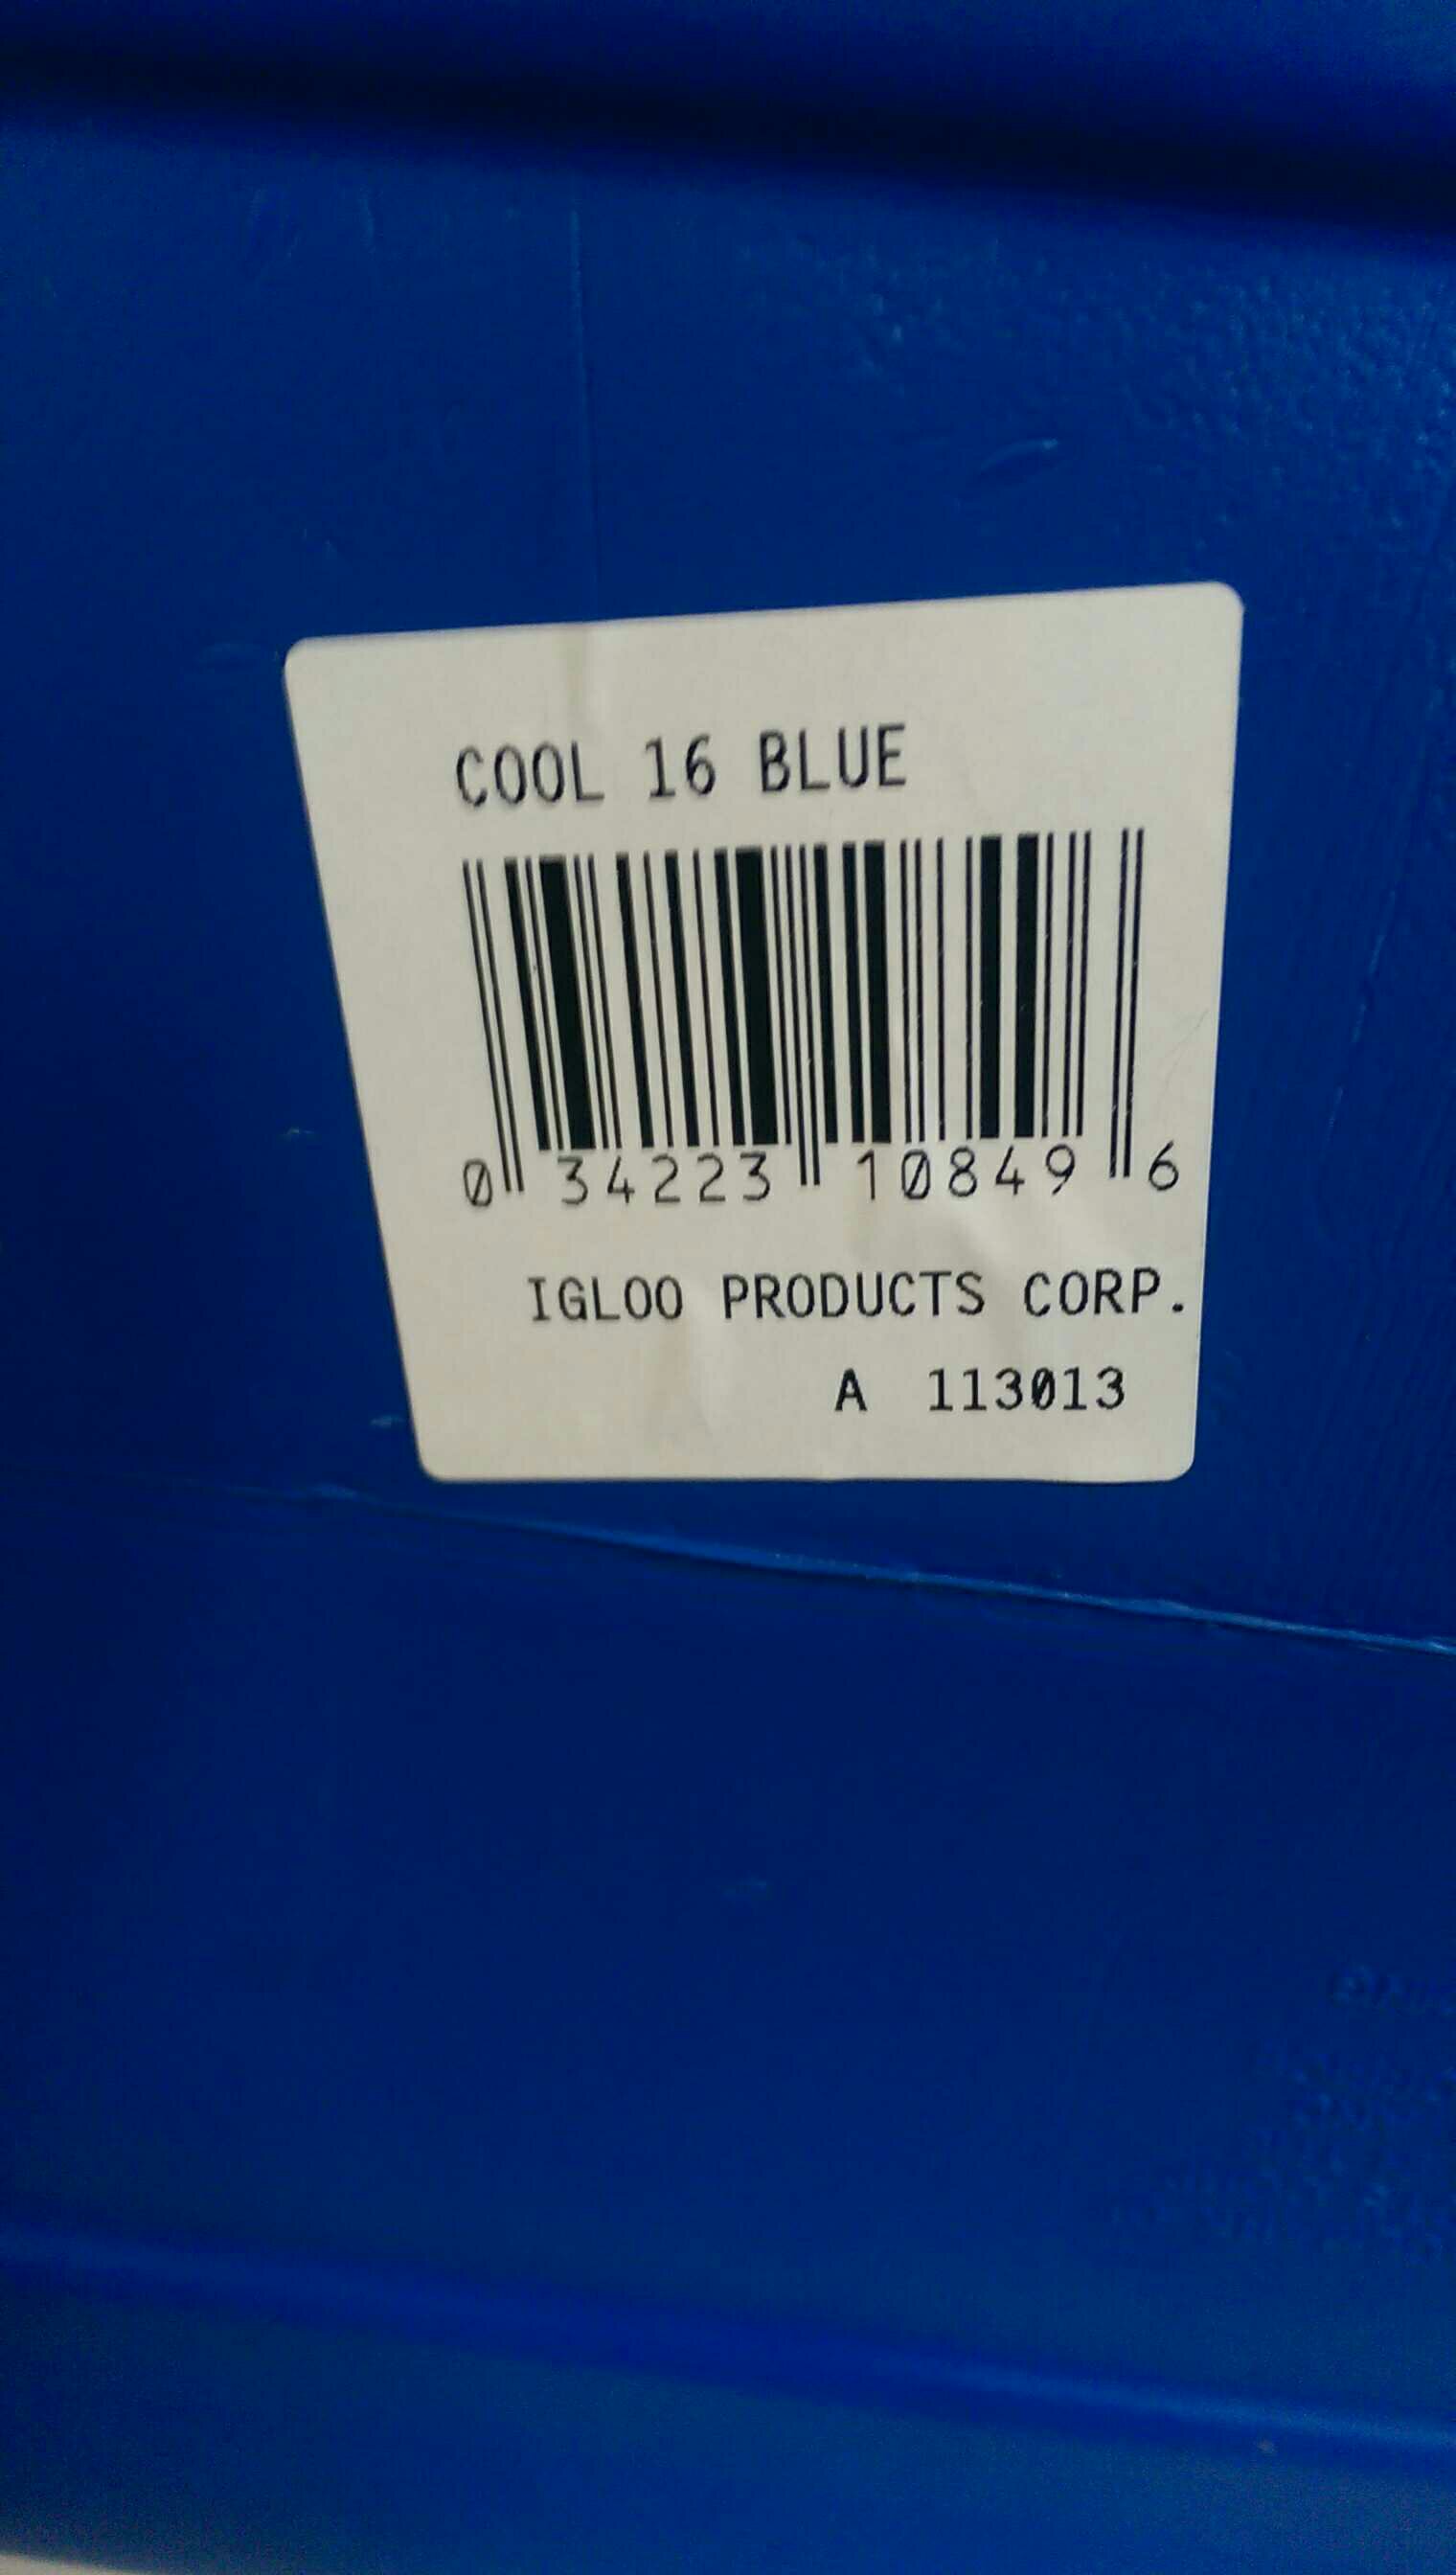 COOL 16 BLUE
0 34223 10849 6
IGLOO PRODUCTS CORP.
A 113013